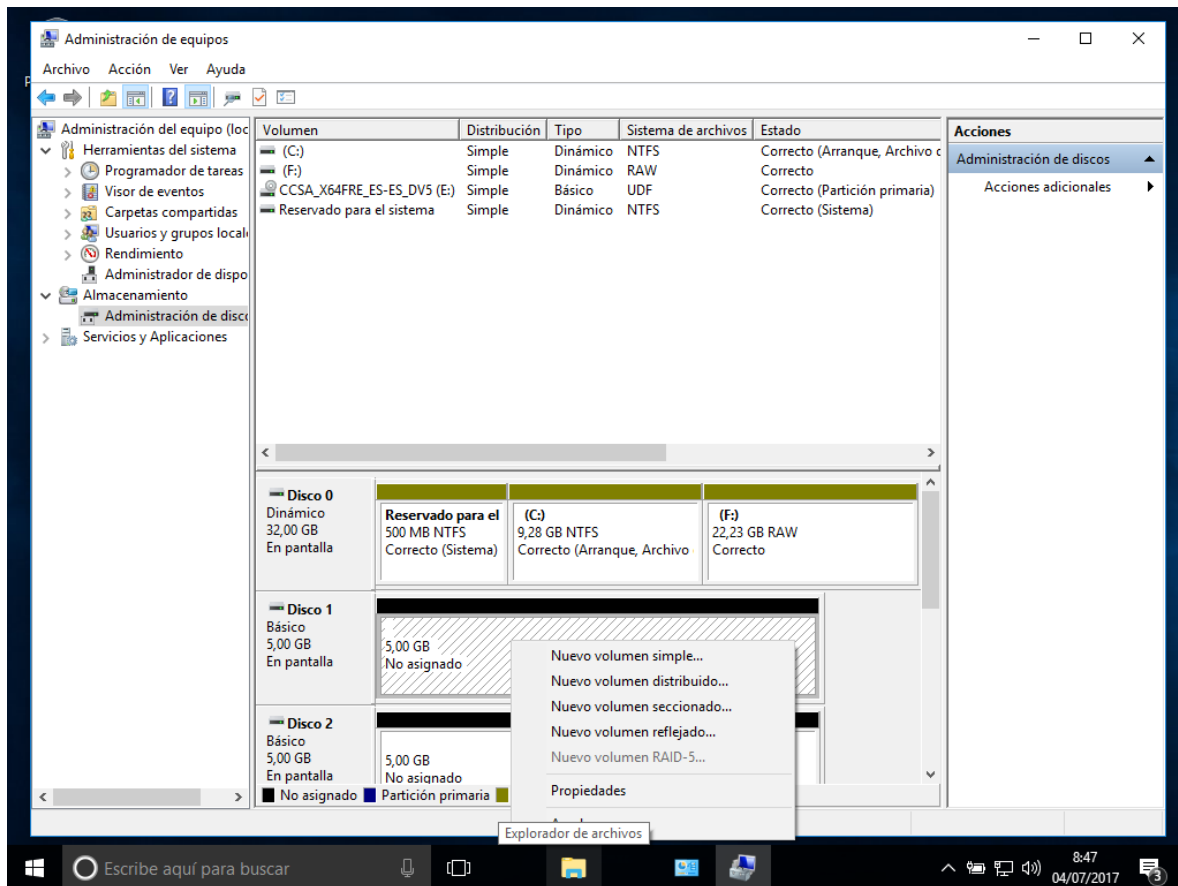 Administración de equipos
Archivo Acción Ver Ayuda
Administración del equipo (loc
Herramientas del sistema
Programador de tareas
Visor de eventos
Carpetas compartidas
Usuarios y grupos local
Rendimiento
Administrador de dispo
Almacenamiento
Administración de disc
Servicios y Aplicaciones
Volumen Distribución Tipo Sistema de archivos Estado
(C:) Simple Dinámico NTFS Correcto (Arranque, Archivo
(F:) Simple Dinámico RAW Correcto
CCSA_X64FRE_ES-ES_DV5 (E:) Simple Básico UDF Correcto (Partición primaria)
Reservado para el sistema Simple Dinámico NTFS Correcto (Sistema)
Acciones
Administración de discos
Acciones adicionales
Disco 0
Dinámico
32,00 GB
En pantalla
Reservado para el
500 MB NTFS
Correcto (Sistema)
(C:)
9,28 GB NTFS
Correcto (Arranque, Archivo
(F:)
22,23 GB RAW
Correcto
Disco 1
Básico
5,00 GB
En pantalla
5,00 GB
No asignado
Disco 2
Básico
5,00 GB
En pantalla
5,00 GB
No asignado
Nuevo volumen simple...
Nuevo volumen distribuido...
Nuevo volumen seccionado...
Nuevo volumen reflejado...
Nuevo volumen RAID-5...
Propiedades
No asignado Partición primaria
Explorador de archivos
Escribe aquí para buscar
8:47
04/07/2017
3